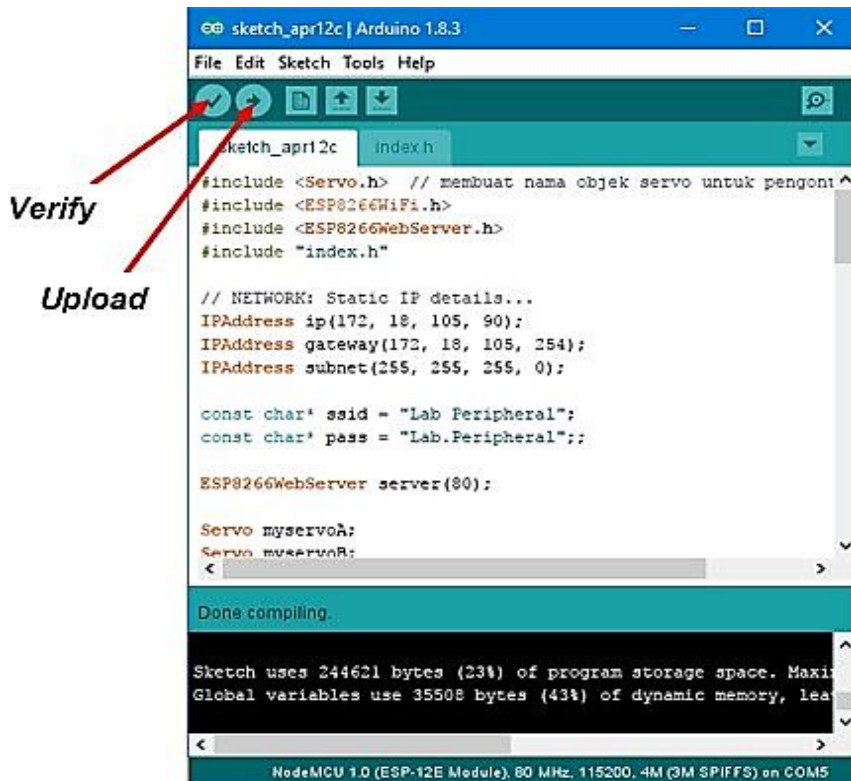 sketch_apr12c | Arduino 1.8.3
File Edit Sketch Tools Help
sketch_apr12c index.h
Verify
Upload
#include <Servo.h> // membuat nama objek servo untuk pengont
#include <ESP8266WiFi.h>
#include <ESP8266WebServer.h>
#include "index.h"
// NETWORK: Static IP details...
IPAddress ip(172, 18, 105, 90);
IPAddress gateway(172, 18, 105, 254);
IPAddress subnet(255, 255, 255, 0);
const char* ssid = "Lab Peripheral";
const char* pass = "Lab.Peripheral";;
ESP8266WebServer server(80);
Servo myservoA;
Servo myservoB;
Done compiling.
Sketch uses 244621 bytes (23%) of program storage space. Maxi
Global variables use 35508 bytes (43%) of dynamic memory, lea
NodeMCU 1.0 (ESP-12E Module), 80 MHz, 115200, 4M (3M SPIFFS) on COM5